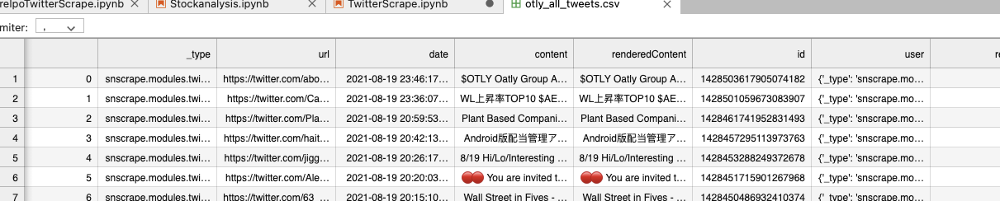 relpoTwitterScrape.ipynb Stockanalysis.ipynb TwitterScrape.ipynb otly_all_tweets.csv
miter: ,
_type url date content renderedContent id user re
1 0 snscrape.modules.twi... https://twitter.com/abo... 2021-08-19 23:46:17... $OTLY Oatly Group A... $OTLY Oatly Group A... 1428503617905074182 {'_type': 'snscrape.mo...
2 1 snscrape.modules.twi... https://twitter.com/Ca... 2021-08-19 23:36:07... WL上昇率TOP10 $AE... WL上昇率TOP10 $AE... 1428501059673083907 {'_type': 'snscrape.mo...
3 2 snscrape.modules.twi... https://twitter.com/Pla... 2021-08-19 20:59:53... Plant Based Compani... Plant Based Compani... 1428461741952831493 {'_type': 'snscrape.mo...
4 3 snscrape.modules.twi... https://twitter.com/hait... 2021-08-19 20:42:13... Android版配当管理ア... Android版配当管理ア... 1428457295113973763 {'_type': 'snscrape.mo...
5 4 snscrape.modules.twi... https://twitter.com/jigg... 2021-08-19 20:26:17... 8/19 Hi/Lo/Interesting ... 8/19 Hi/Lo/Interesting ... 1428453288249372678 {'_type': 'snscrape.mo...
6 5 snscrape.modules.twi... https://twitter.com/Ale... 2021-08-19 20:20:03... 🔴🔴 You are invited t... 🔴🔴 You are invited t... 1428451715901267968 {'_type': 'snscrape.mo...
7 6 snscrape.modules.twi... https://twitter.com/63_... 2021-08-19 20:15:10... Wall Street in Fives - ... Wall Street in Fives - ... 1428450486932410374 {'_type': 'snscrape.mo...